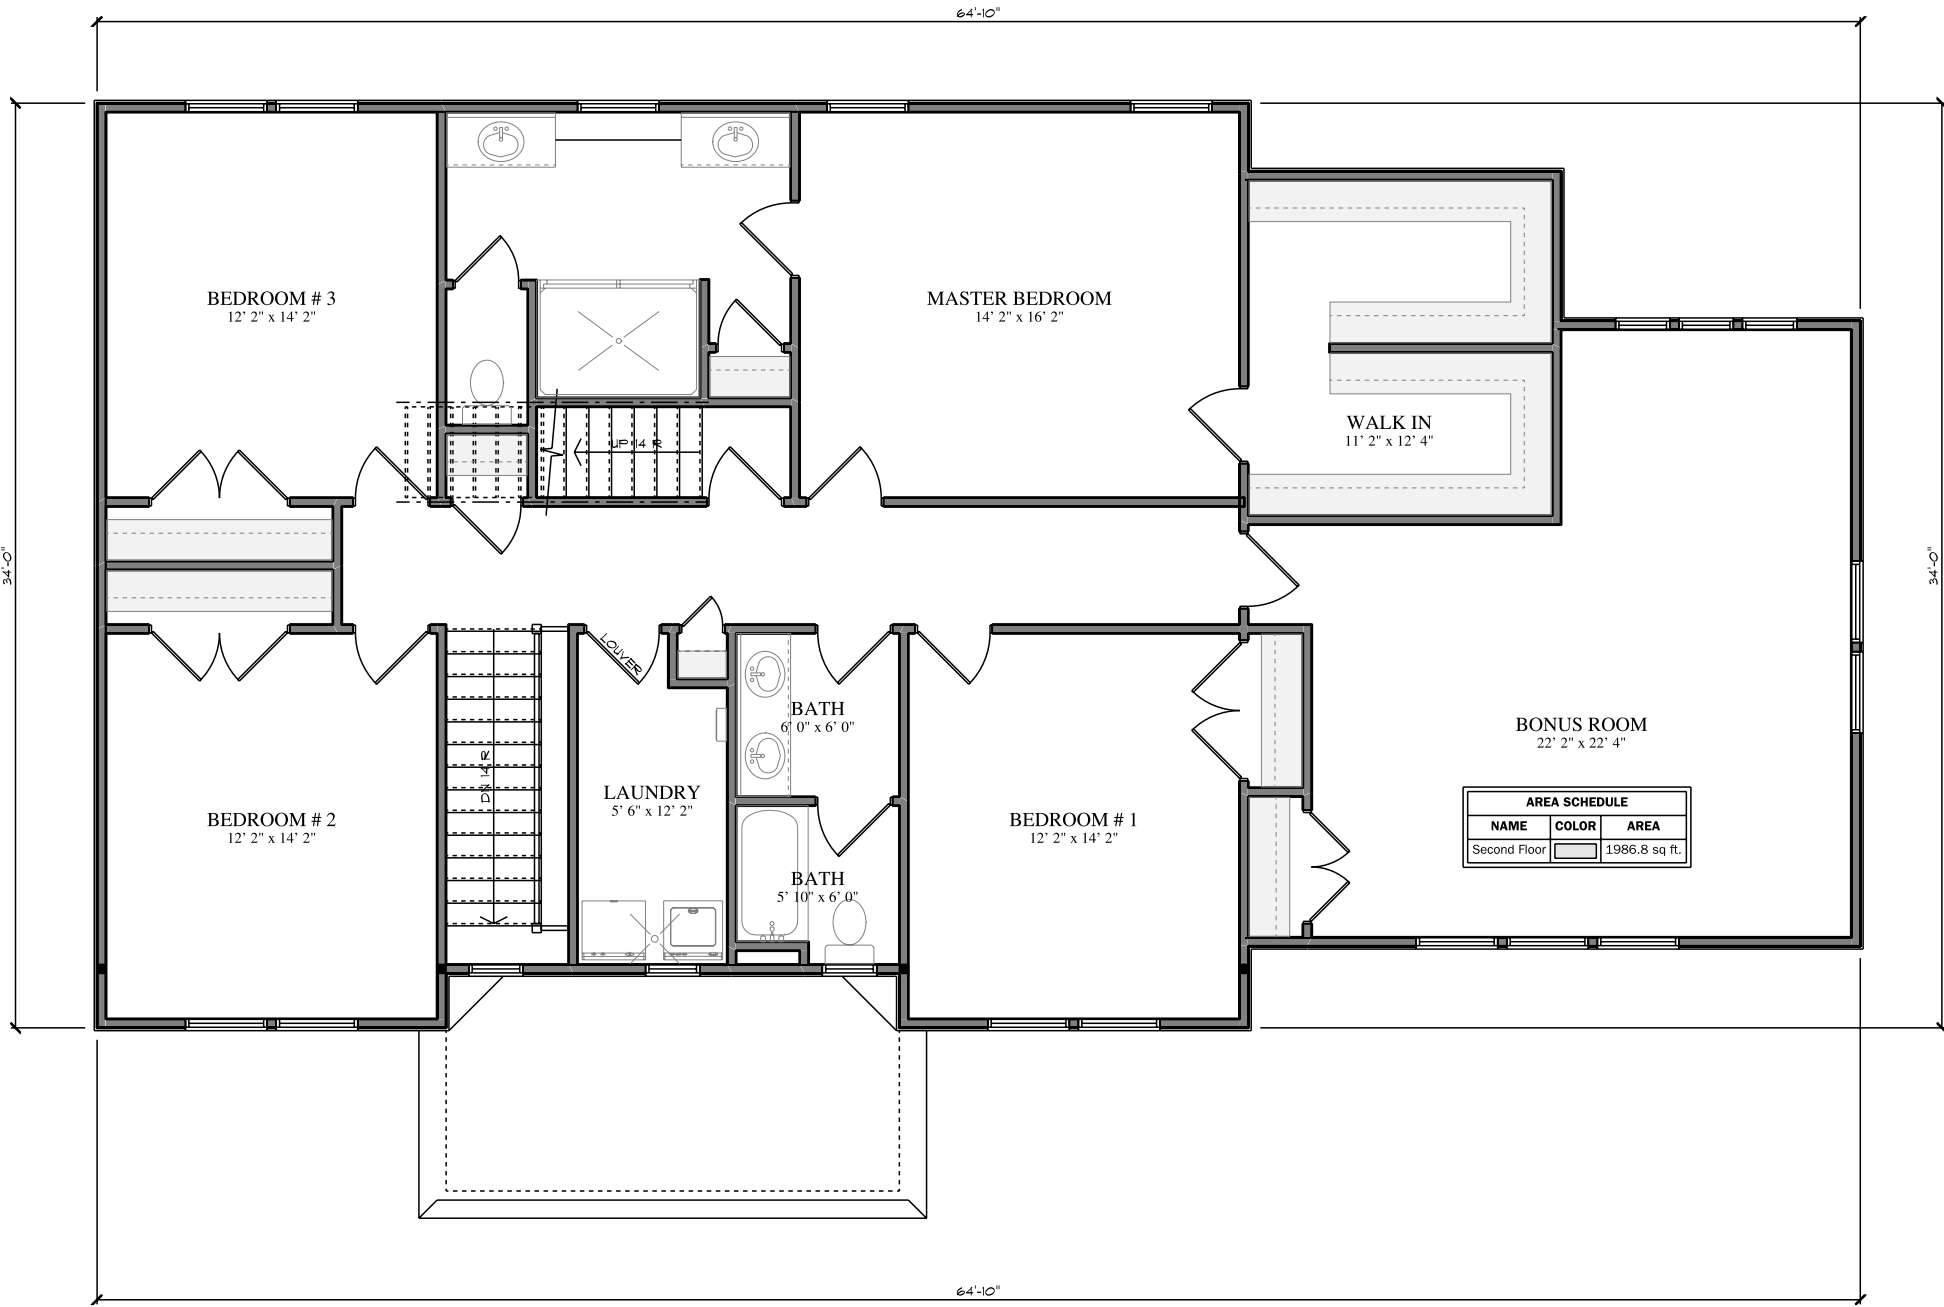 64'-10"
BEDROOM # 3
12' 2" x 14' 2"
MASTER BEDROOM
14' 2" x 16' 2"
WALK IN
11' 2" x 12' 4"
UP 14 R
34'-0"
34'-0"
LOUVER
BATH
6' 0" x 6' 0"
BONUS ROOM
22' 2" x 22' 4"
DN 14 R
LAUNDRY
5' 6" x 12' 2"
BEDROOM # 2
12' 2" x 14' 2"
BEDROOM # 1
12' 2" x 14' 2"
AREA SCHEDULE
NAME COLOR AREA
Second Floor 1986.8 sq ft.
BATH
5' 10" x 6' 0"
64'-10"